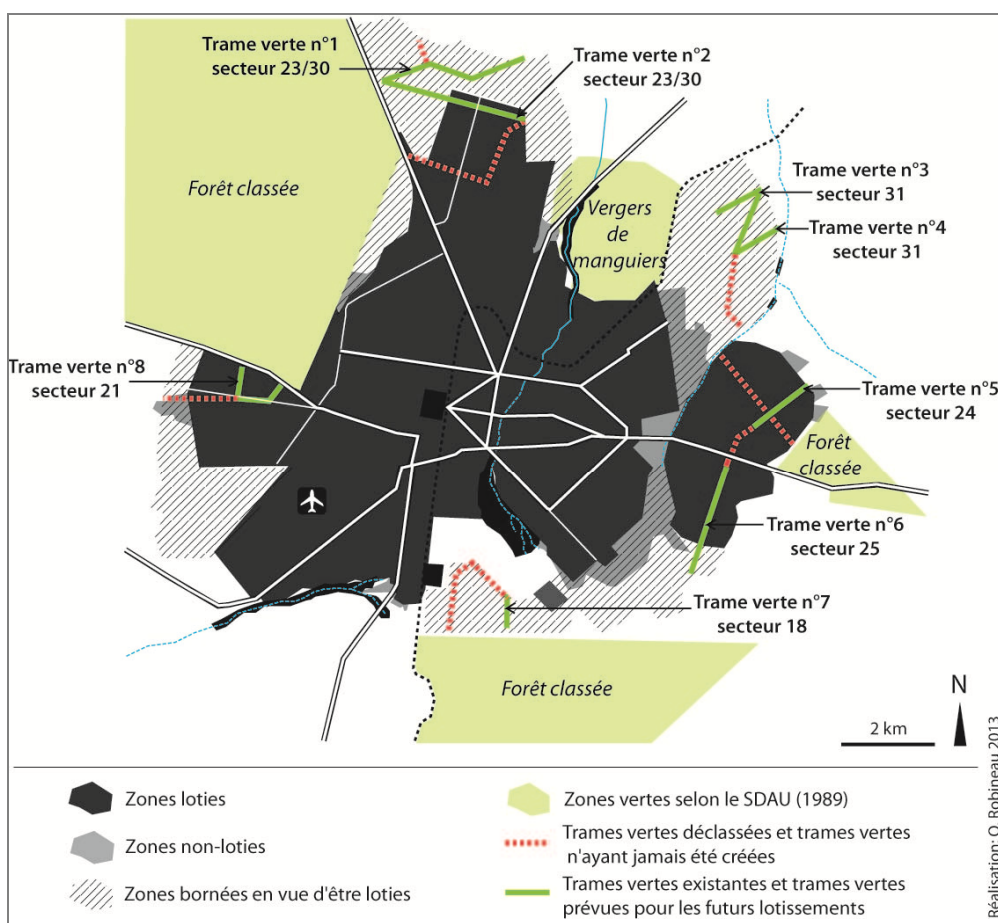 Trame verte n°1
secteur 23/30
Trame verte n°2
secteur 23/30
Forêt classée
Vergers
de
manguiers
Trame verte n°3
secteur 31
Trame verte n°4
secteur 31
Trame verte n°8
secteur 21
Trame verte n°5
secteur 24
Forêt
classée
Trame verte n°6
secteur 25
Trame verte n°7
secteur 18
Forêt classée
N
2 km
Zones loties
Zones non-loties
Zones bornées en vue d'être loties
Zones vertes selon le SDAU (1989)
Trames vertes déclassées et trames vertes
n'ayant jamais été créées
Trames vertes existantes et trames vertes
prévues pour les futurs lotissements
Réalisation: O. Robineau 2013